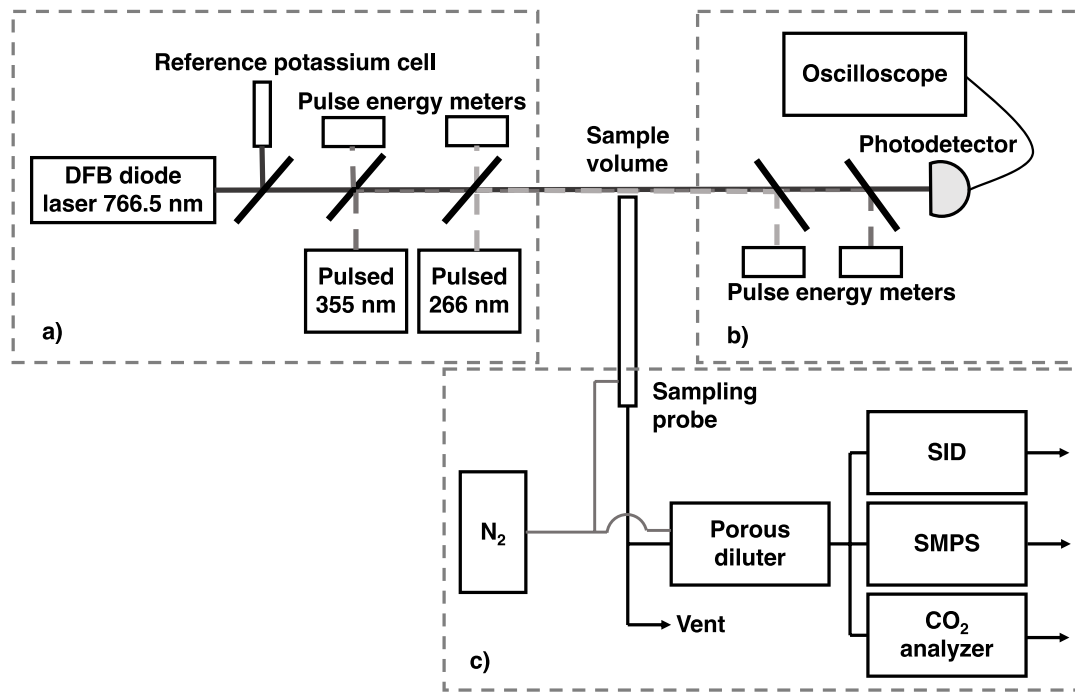 Reference potassium cell
Pulse energy meters
DFB diode
laser 766.5 nm
Pulsed
355 nm
Pulsed
266 nm
a)
Sample
volume
Oscilloscope
Photodetector
Pulse energy meters
b)
Sampling
probe
N₂
Porous
diluter
Vent
SID
SMPS
CO₂
analyzer
c)